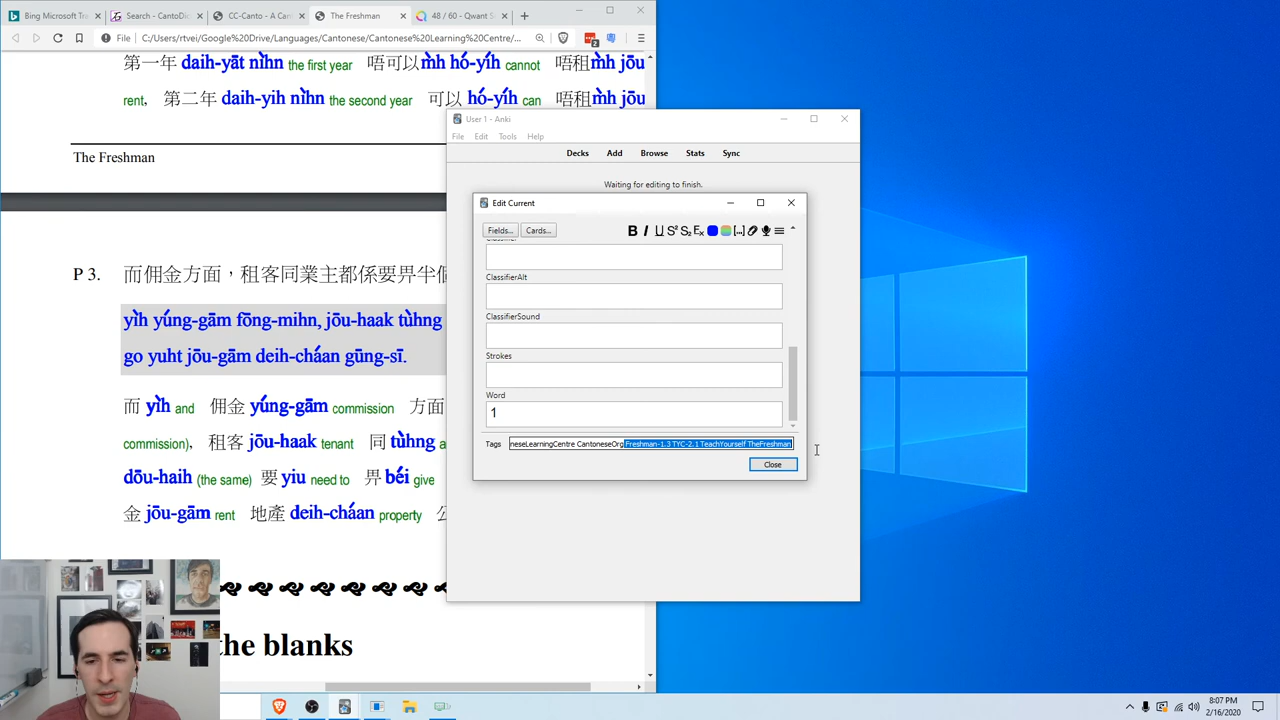 Bing Microsoft Tra
Search - CantoDic
CC-Canto - A Can
The Freshman
48 / 60 - Qwant S
File
C:/Users/rtvei/Google%20Drive/Languages/Cantonese/Cantonese%20Learning%20Centre/...
2
第一年 daih-yāt nìhn the first year 唔可以 m̀h hó-yíh cannot 唔租 m̀h jōu
rent, 第二年 daih-yih nìhn the second year 可以 hó-yíh can 唔租 m̀h jōu
The Freshman
P 3. 而佣金方面，租客同業主都係要畀半個
yìh yúng-gām fōng-mihn, jōu-haak tùhng
go yuht jōu-gām deih-cháan gūng-sī.
而 yìh and 佣金 yúng-gām commission 方面
commission), 租客 jōu-haak tenant 同 tùhng a
dōu-haih (the same) 要 yiu need to 畀 béi give
金 jōu-gām rent 地產 deih-cháan property
the blanks
User 1 - Anki
File Edit Tools Help
Decks Add Browse Stats Sync
Waiting for editing to finish.
Edit Current
Fields... Cards...
B I U X² X₂ Ex [...]
Classifier
ClassifierAlt
ClassifierSound
Strokes
Word
1
Tags neseLearningCentre CantoneseOrg Freshman-1.3 TYC-2.1 TeachYourself TheFreshman
Close
8:07 PM
2/16/2020